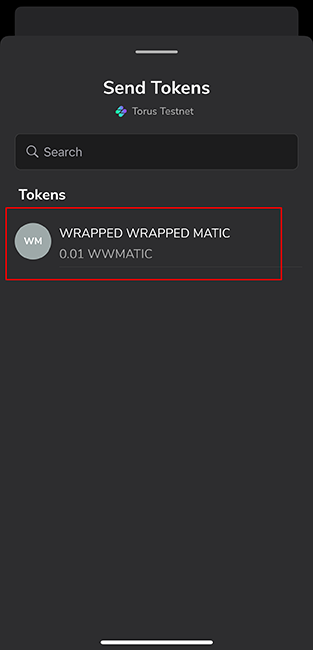 Send Tokens
Torus Testnet
Search
Tokens
WM
WRAPPED WRAPPED MATIC
0.01 WWMATIC